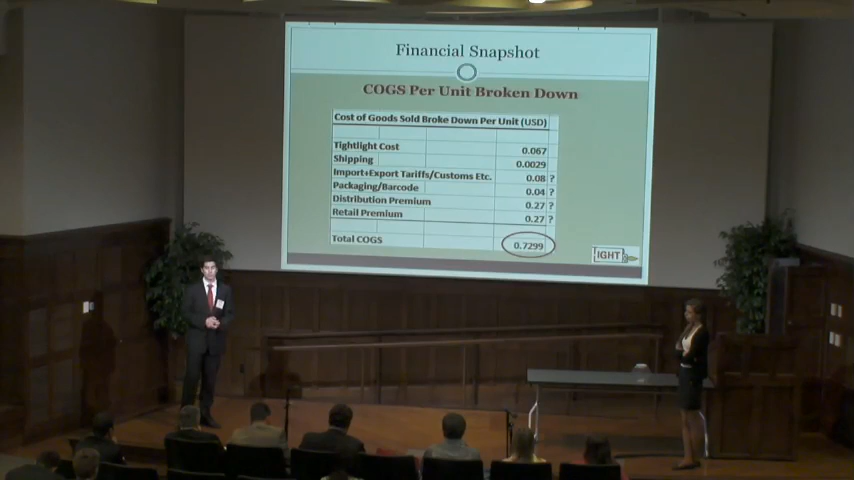 Financial Snapshot
COGS Per Unit Broken Down
Cost of Goods Sold Broke Down Per Unit (USD)
Tightlight Cost 0.067
Shipping 0.0029
Import+Export Tariffs/Customs Etc. 0.08 ?
Packaging/Barcode 0.04 ?
Distribution Premium 0.27 ?
Retail Premium 0.27 ?
Total COGS 0.7299
IGHT